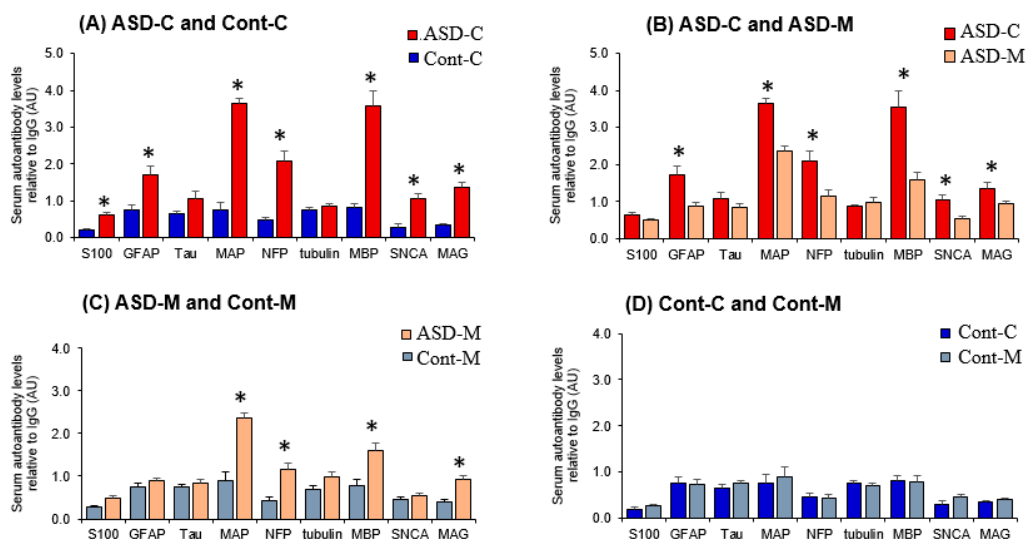 (A) ASD-C and Cont-C
ASD-C
Cont-C
Serum autoantibody levels
relative to IgG (AU)
5.0
4.0
3.0
2.0
1.0
0.0
*
*
*
*
*
*
*
S100 GFAP Tau MAP NFP tubulin MBP SNCA MAG
(B) ASD-C and ASD-M
ASD-C
ASD-M
Serum autoantibody levels
relative to IgG (AU)
5.0
4.0
3.0
2.0
1.0
0.0
*
*
*
*
*
*
S100 GFAP Tau MAP NFP tubulin MBP SNCA MAG
(C) ASD-M and Cont-M
ASD-M
Cont-M
Serum autoantibody levels
relative to IgG (AU)
4.0
3.0
2.0
1.0
0.0
*
*
*
*
S100 GFAP Tau MAP NFP tubulin MBP SNCA MAG
(D) Cont-C and Cont-M
Cont-C
Cont-M
Serum autoantibody levels
relative to IgG (AU)
4.0
3.0
2.0
1.0
0.0
S100 GFAP Tau MAP NFP tubulin MBP SNCA MAG